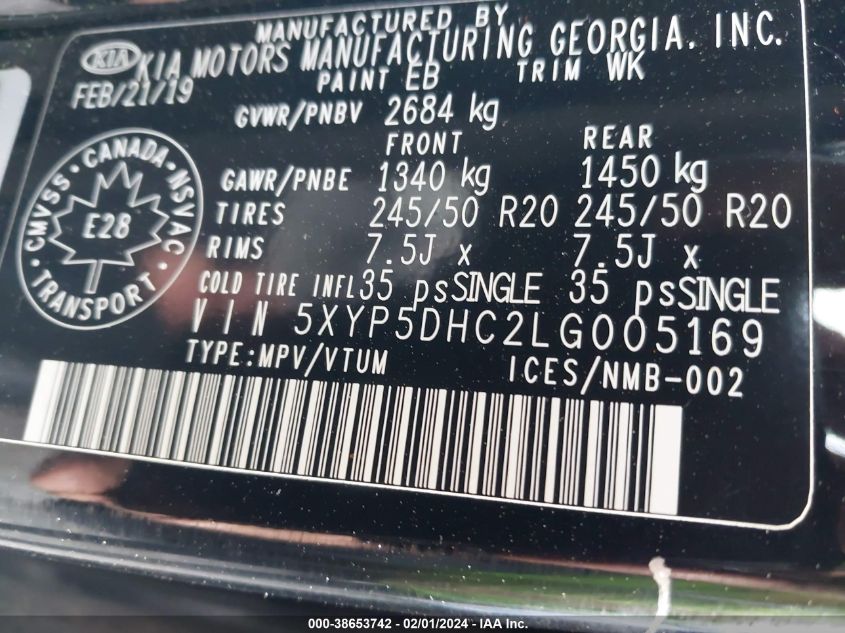 MANUFACTURED BY
KIA KIA MOTORS MANUFACTURING GEORGIA, INC.
FEB/21/19 PAINT EB TRIM WK
GVWR/PNBV 2684 kg
FRONT REAR
GAWR/PNBE 1340 kg 1450 kg
TIRES 245/50 R20 245/50 R20
RIMS 7.5J x 7.5J x
COLD TIRE INFL 35 psSINGLE 35 psSINGLE
VIN 5XYP5DHC2LG005169
TYPE:MPV/VTUM ICES/NMB-002
CANADA · NSVAC · TRANSPORT · CMVSS ·
E28
000-38653742 - 02/01/2024 - IAA Inc.